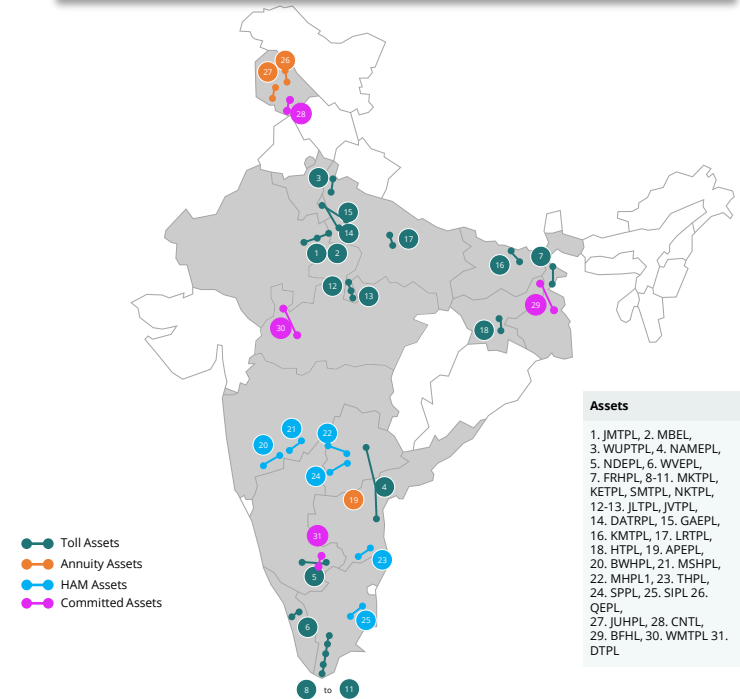 26
27
28
3
15
14
17
1
2
7
16
12
13
29
30
18
21
22
20
24
4
19
31
23
5
25
6
8 to 11
Toll Assets
Annuity Assets
HAM Assets
Committed Assets
Assets
1. JMTPL, 2. MBEL,
3. WUPTPL, 4. NAMEPL,
5. NDEPL, 6. WVEPL,
7. FRHPL, 8-11. MKTPL,
KETPL, SMTPL, NKTPL,
12-13. JLTPL, JVTPL,
14. DATRPL, 15. GAEPL,
16. KMTPL, 17. LRTPL,
18. HTPL, 19. APEPL,
20. BWHPL, 21. MSHPL,
22. MHPL1, 23. THPL,
24. SPPL, 25. SIPL 26.
QEPL,
27. JUHPL, 28. CNTL,
29. BFHL, 30. WMTPL 31.
DTPL